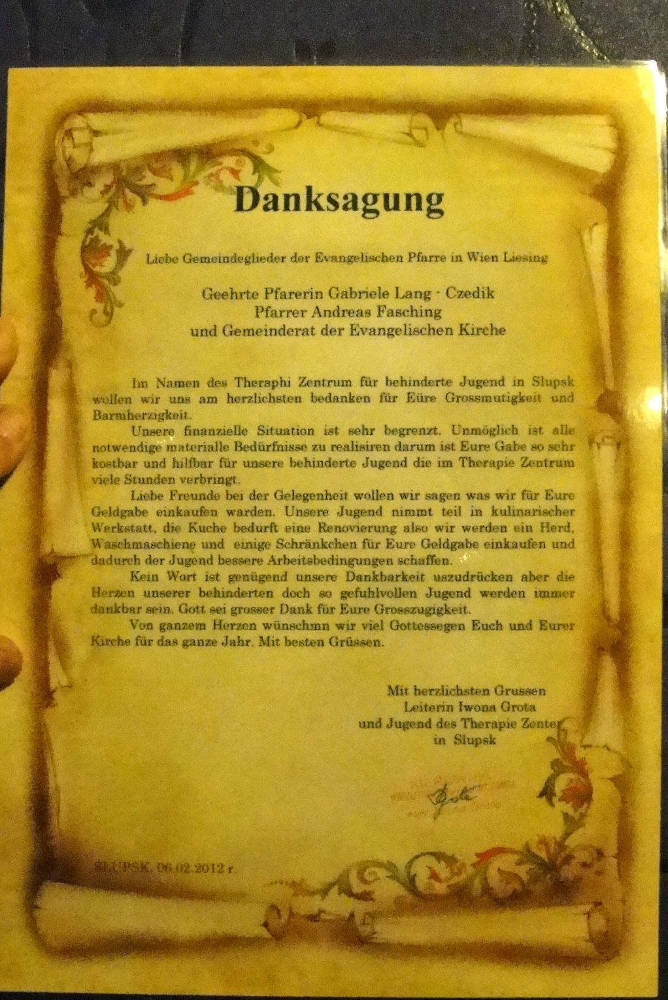 Danksagung
Liebe Gemeindeglieder der Evangelischen Pfarre in Wien Liesing
Geehrte Pfarerin Gabriele Lang - Czedik
Pfarrer Andreas Fasching
und Gemeinderat der Evangelischen Kirche
Im Namen des Theraphi Zentrum für behinderte Jugend in Slupsk
wollen wir uns am herzlichsten bedanken für Eüre Grossmutigkeit und
Barmherzigkeit.
Unsere finanzielle Situation ist sehr begrenzt. Unmöglich ist alle
notwendige materialle Bedürfnisse zu realisiren darum ist Eure Gabe so sehr
kostbar und hilfbar für unsere behinderte Jugend die im Therapie Zentrum
viele Stunden verbringt.
Liebe Freunde bei der Gelegenheit wollen wir sagen was wir für Eure
Geldgabe einkaufen warden. Unsere Jugend nimmt teil in kulinarischer
Werkstatt, die Kuche bedurft eine Renovierung also wir werden ein Herd,
Waschmaschiene und einige Schränkchen für Eure Geldgabe einkaufen und
dadurch der Jugend bessere Arbeitsbedingungen schaffen.
Kein Wort ist genügend unsere Dankbarkeit uszudrücken aber die
Herzen unserer behinderten doch so gefuhlvollen Jugend werden immer
dankbar sein. Gott sei grosser Dank für Eure Grosszugigkeit.
Von ganzem Herzen wünschmn wir viel Gottessegen Euch und Eurer
Kirche für das ganze Jahr. Mit besten Grüssen.
Mit herzlichsten Grussen
Leiterin Iwona Grota
und Jugend des Therapie Zenter
in Slupsk
SLUPSK, 06.02.2012 r.